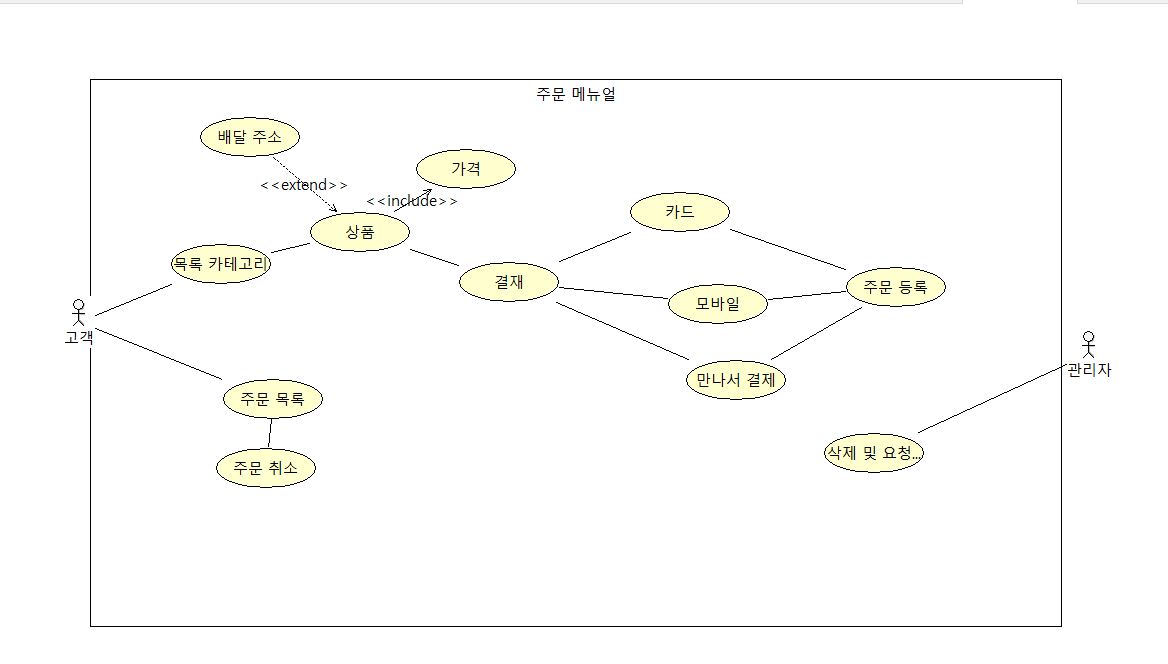 주문 메뉴얼
배달 주소
<<extend>>
가격
<<include>>
상품
카드
목록 카테고리
결재
모바일
주문 등록
고객
만나서 결제
관리자
주문 목록
삭제 및 요청...
주문 취소